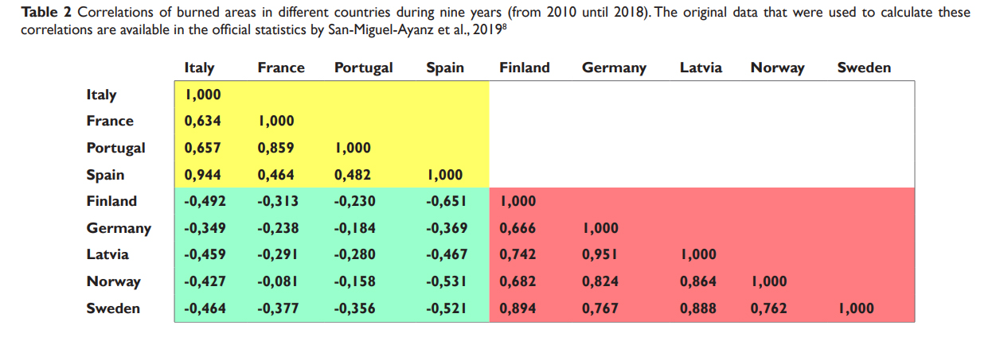 Table 2 Correlations of burned areas in different countries during nine years (from 2010 until 2018). The original data that were used to calculate these
correlations are available in the official statistics by San-Miguel-Ayanz et al., 2019⁸
Italy France Portugal Spain Finland Germany Latvia Norway Sweden
Italy 1,000
France 0,634 1,000
Portugal 0,657 0,859 1,000
Spain 0,944 0,464 0,482 1,000
Finland -0,492 -0,313 -0,230 -0,651 1,000
Germany -0,349 -0,238 -0,184 -0,369 0,666 1,000
Latvia -0,459 -0,291 -0,280 -0,467 0,742 0,951 1,000
Norway -0,427 -0,081 -0,158 -0,531 0,682 0,824 0,864 1,000
Sweden -0,464 -0,377 -0,356 -0,521 0,894 0,767 0,888 0,762 1,000